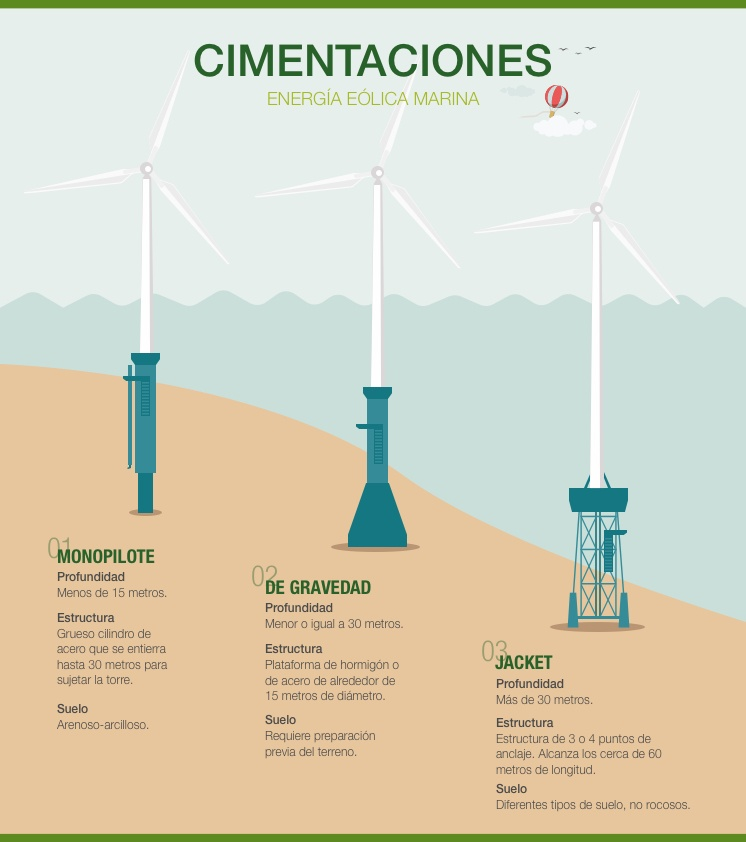 CIMENTACIONES
ENERGÍA EÓLICA MARINA
01
MONOPILOTE
Profundidad
Menos de 15 metros.
Estructura
Grueso cilindro de
acero que se entierra
hasta 30 metros para
sujetar la torre.
Suelo
Arenoso-arcilloso.
02
DE GRAVEDAD
Profundidad
Menor o igual a 30 metros.
Estructura
Plataforma de hormigón o
de acero de alrededor de
15 metros de diámetro.
Suelo
Requiere preparación
previa del terreno.
03
JACKET
Profundidad
Más de 30 metros.
Estructura
Estructura de 3 o 4 puntos de
anclaje. Alcanza los cerca de 60
metros de longitud.
Suelo
Diferentes tipos de suelo, no rocosos.